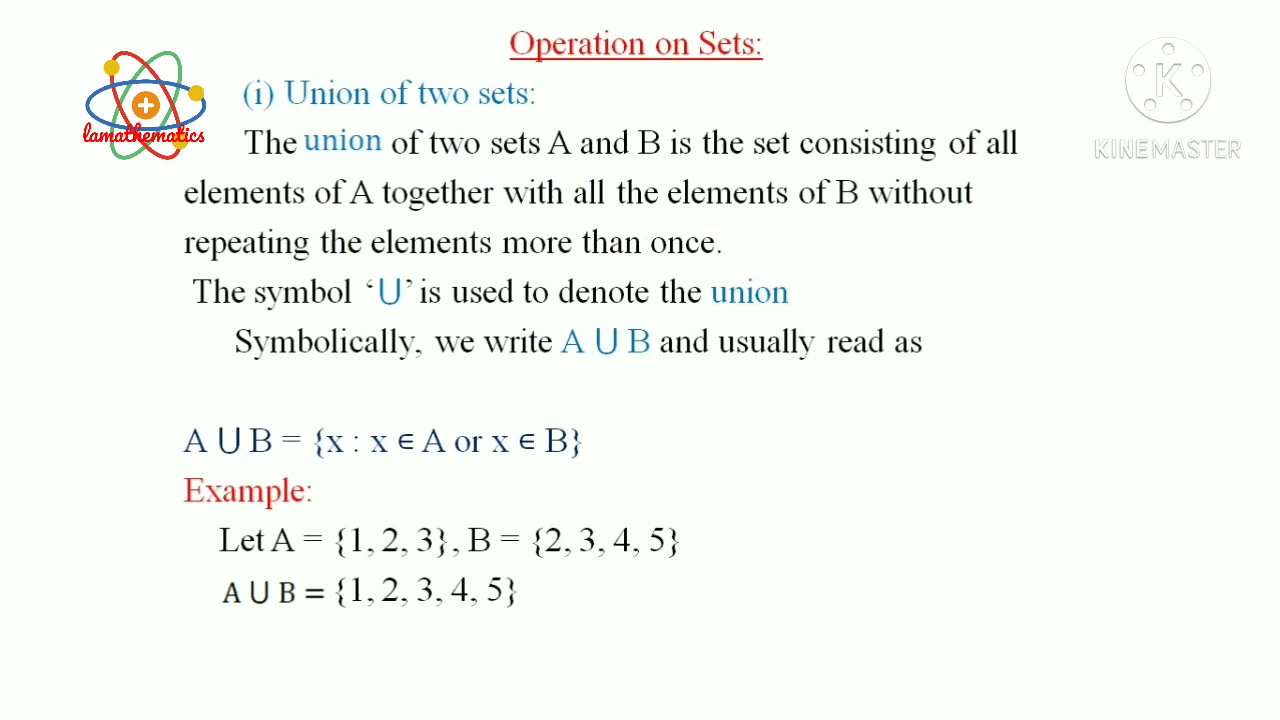 Operation on Sets:
lamathematics
KINEMASTER
(i) Union of two sets:
The union of two sets A and B is the set consisting of all
elements of A together with all the elements of B without
repeating the elements more than once.
The symbol ‘⋃’ is used to denote the union
Symbolically, we write A ⋃ B and usually read as
A ⋃ B = {x : x ∈ A or x ∈ B}
Example:
Let A = {1, 2, 3}, B = {2, 3, 4, 5}
A ⋃ B = {1, 2, 3, 4, 5}